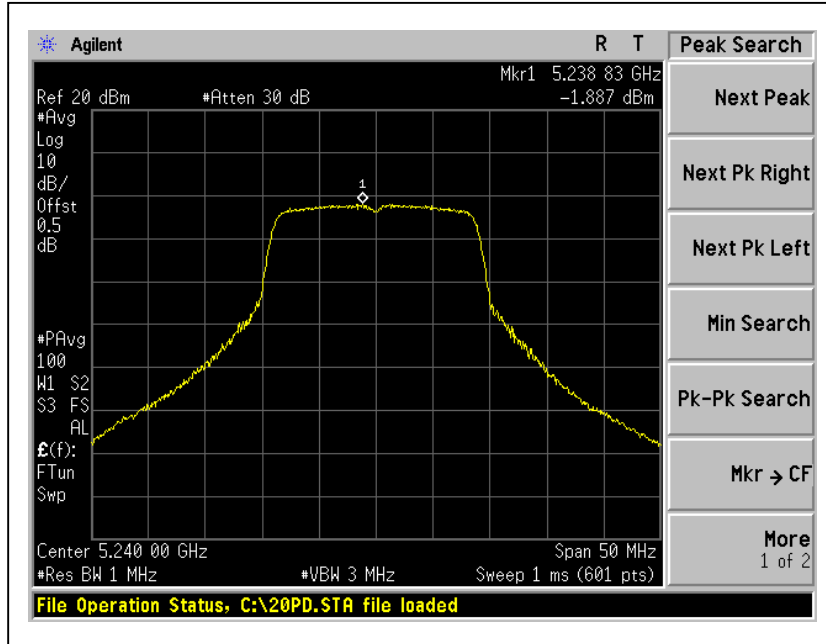 Agilent R T Peak Search
Mkr1 5.238 83 GHz
Ref 20 dBm #Atten 30 dB -1.887 dBm
#Avg
Log
10
dB/
Offst
0.5
dB
1
#PAvg
100
W1 S2
S3 FS
AL
£(f):
FTun
Swp
Center 5.240 00 GHz Span 50 MHz
#Res BW 1 MHz #VBW 3 MHz Sweep 1 ms (601 pts)
File Operation Status, C:\20PD.STA file loaded
Next Peak
Next Pk Right
Next Pk Left
Min Search
Pk-Pk Search
Mkr → CF
More
1 of 2